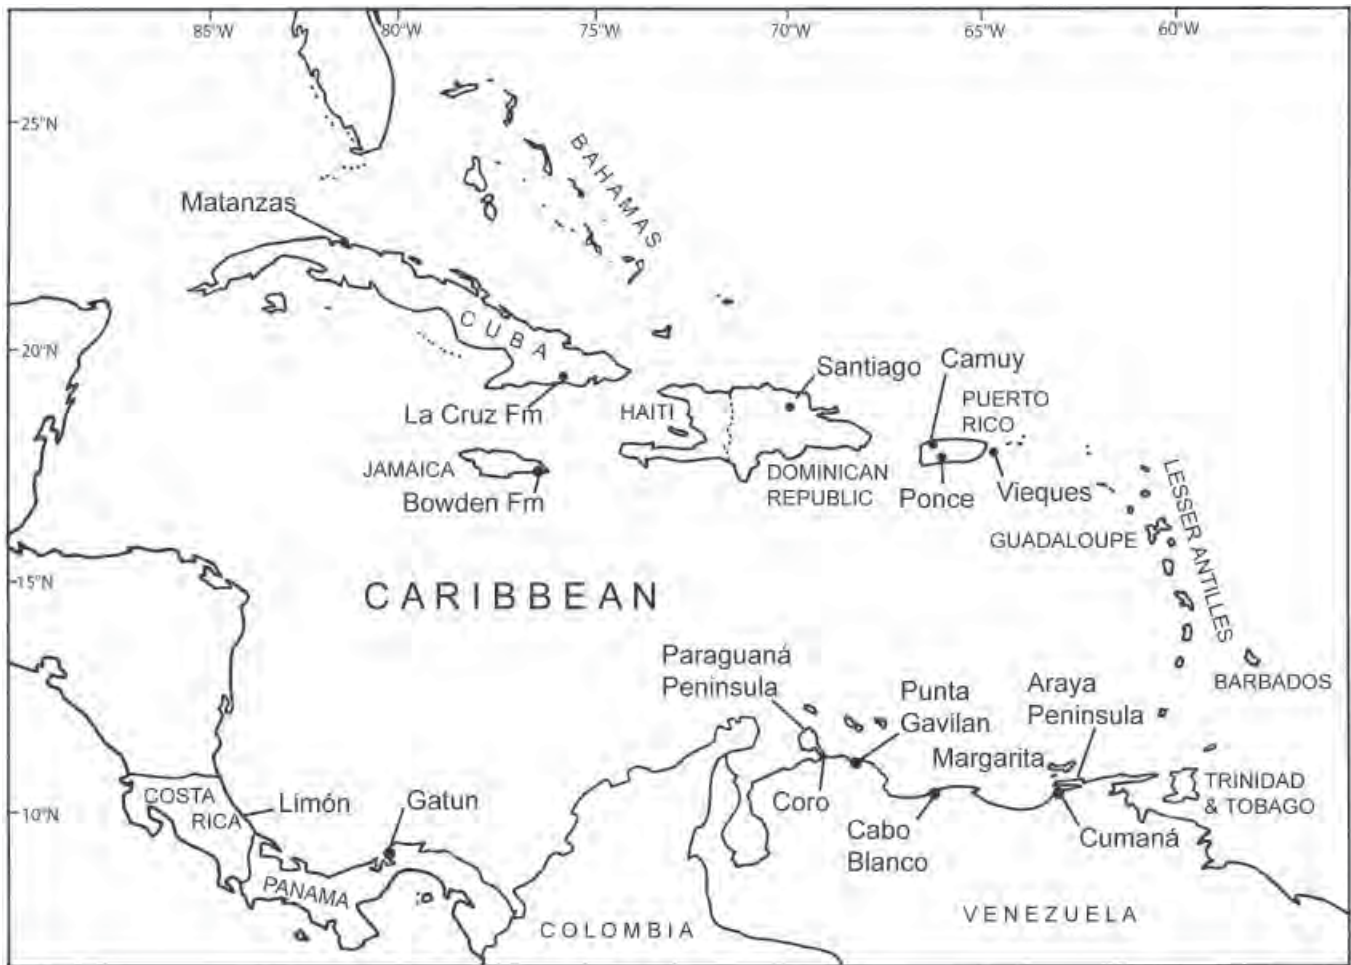 85°W 80°W 75°W 70°W 65°W 60°W
25°N
BAHAMAS
Matanzas
CUBA
20°N
Santiago
Camuy
La Cruz Fm
HAITI
PUERTO
RICO
JAMAICA
DOMINICAN
REPUBLIC
Bowden Fm
Ponce
Vieques
LESSER ANTILLES
GUADALOUPE
15°N
CARIBBEAN
Paraguaná
Peninsula
Punta
Gavilan
Araya
Peninsula
BARBADOS
Margarita
COSTA
RICA
Limón
Gatun
Coro
TRINIDAD
& TOBAGO
10°N
Cabo
Blanco
Cumaná
PANAMA
COLOMBIA
VENEZUELA